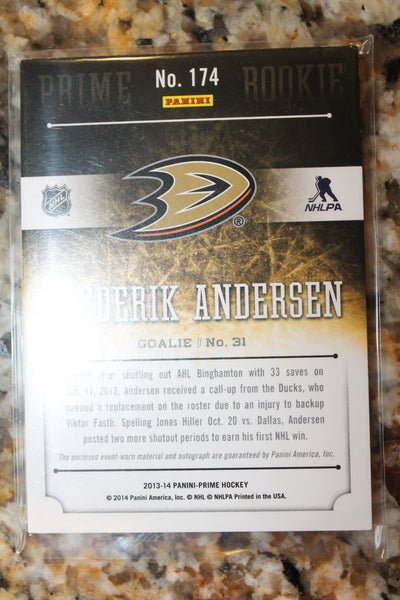 PRIME No. 174 ROOKIE
PANINI
NHL
NHLPA
®
DERIK ANDERSEN
GOALIE // No. 31
after shutting out AHL Binghamton with 33 saves on
Andersen received a call-up from the Ducks, who
needed a replacement on the roster due to an injury to backup
Viktor Fasth. Spelling Jonas Hiller Oct. 20 vs. Dallas, Andersen
posted two more shutout periods to earn his first NHL win.
The enclosed event-worn material and autograph are guaranteed by Panini America, Inc.
2013-14 PANINI-PRIME HOCKEY
© 2014 Panini America, Inc. © NHL © NHLPA Printed in the USA.